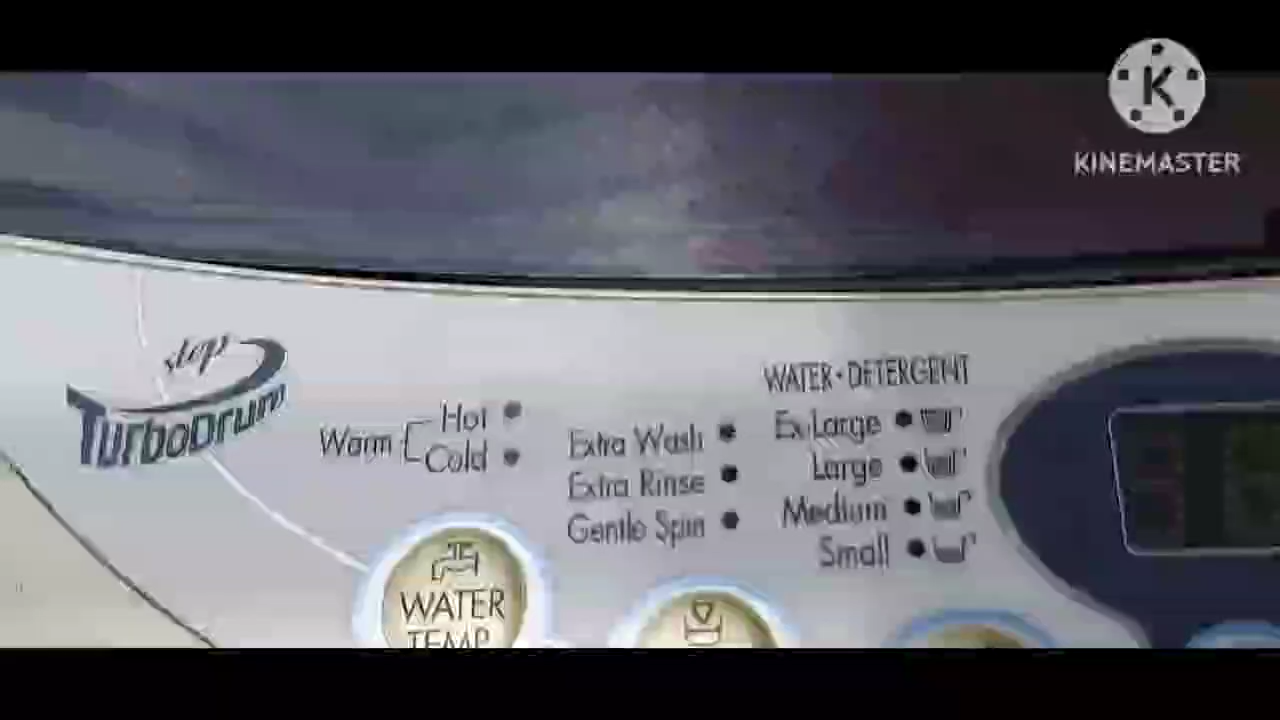 K
KINEMASTER
step
TURBODRUM
WATER•DETERGENT
Hot
Warm
Cold
Extra Wash
Extra Rinse
Gentle Spin
Ex Large
Large
Medium
Small
WATER
TEMP